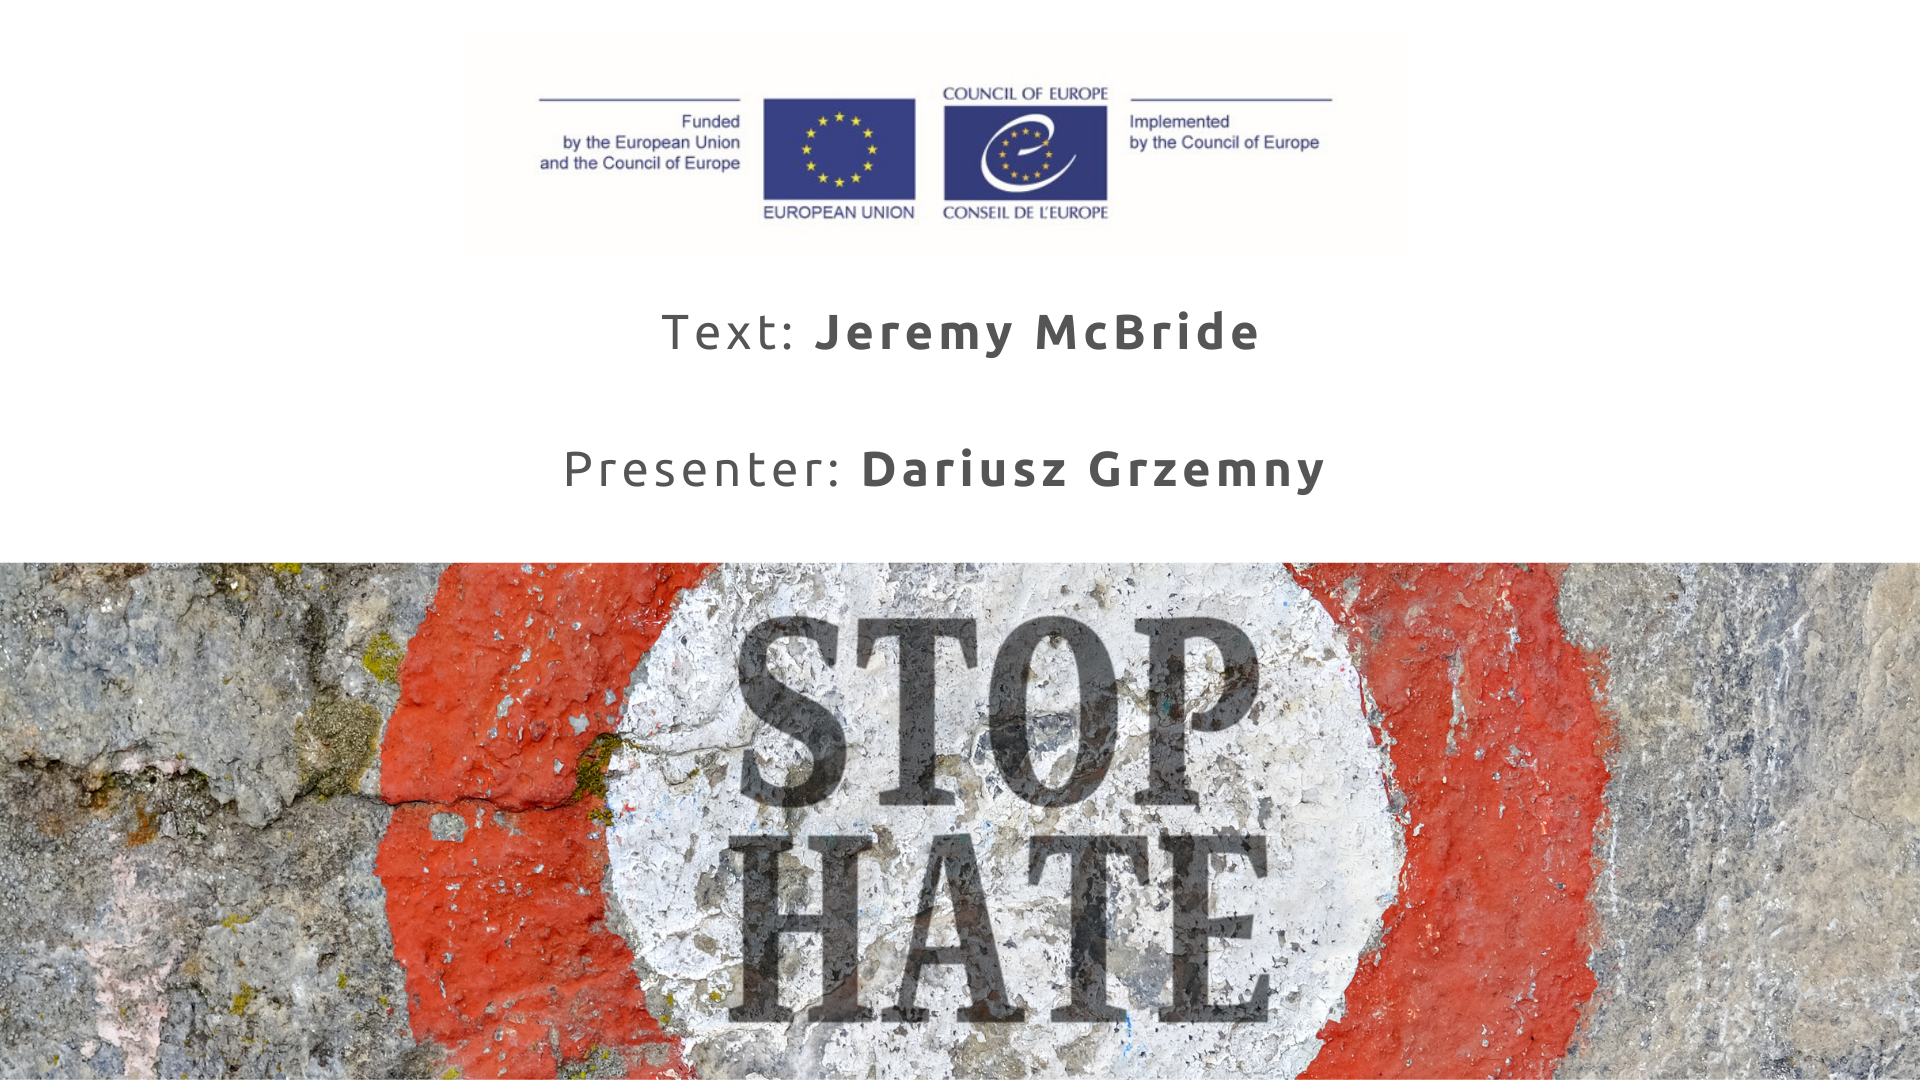 Funded
by the European Union
and the Council of Europe
EUROPEAN UNION
COUNCIL OF EUROPE
CONSEIL DE L'EUROPE
Implemented
by the Council of Europe
Text: Jeremy McBride
Presenter: Dariusz Grzemny
STOP
HATE